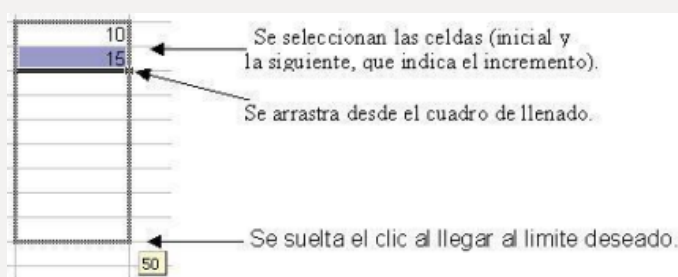 10
Se seleccionan las celdas (inicial y
15
la siguiente, que indica el incremento).
Se arrastra desde el cuadro de llenado.
Se suelta el clic al llegar al limite deseado.
50